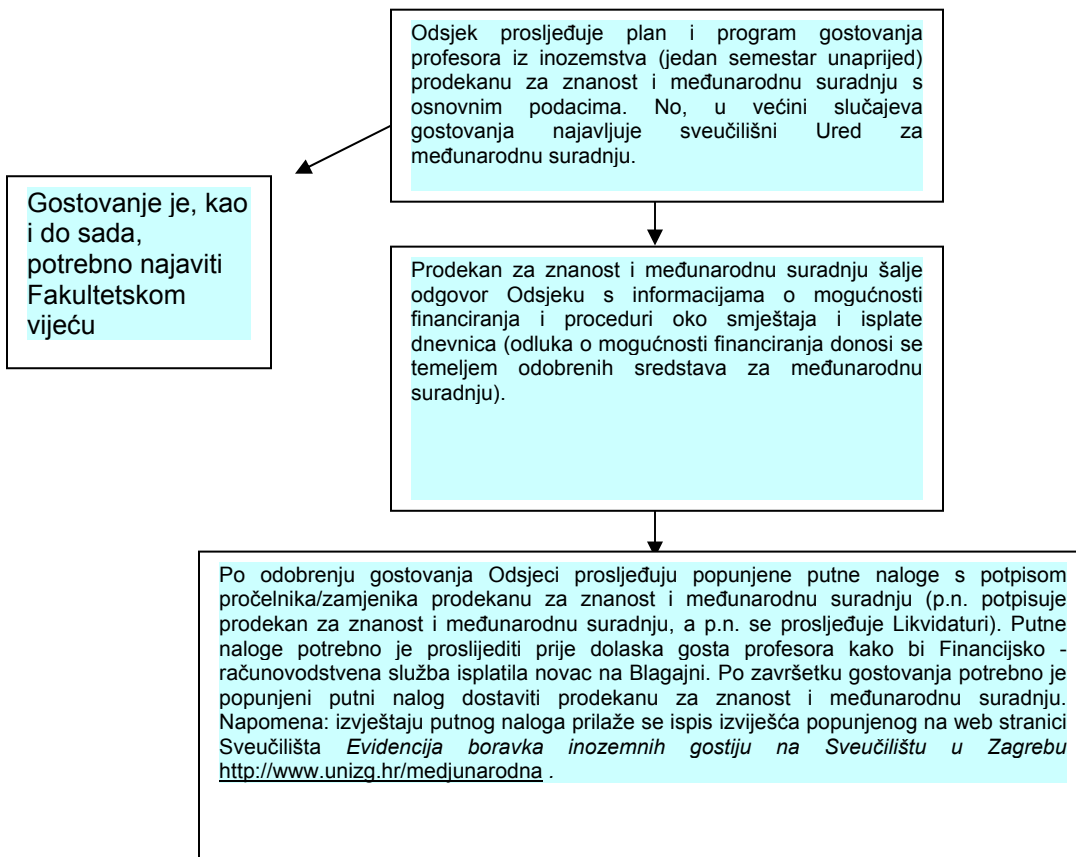 Odsjek prosljeđuje plan i program gostovanja
profesora iz inozemstva (jedan semestar unaprijed)
prodekanu za znanost i međunarodnu suradnju s
osnovnim podacima. No, u većini slučajeva
gostovanja najavljuje sveučilišni Ured za
međunarodnu suradnju.
Gostovanje je, kao
i do sada,
potrebno najaviti
Fakultetskom
vijeću
Prodekan za znanost i međunarodnu suradnju šalje
odgovor Odsjeku s informacijama o mogućnosti
financiranja i proceduri oko smještaja i isplate
dnevnica (odluka o mogućnosti financiranja donosi se
temeljem odobrenih sredstava za međunarodnu
suradnju).
Po odobrenju gostovanja Odsjeci prosljeđuju popunjene putne naloge s potpisom
pročelnika/zamjenika prodekanu za znanost i međunarodnu suradnju (p.n. potpisuje
prodekan za znanost i međunarodnu suradnju, a p.n. se prosljeđuje Likvidaturi). Putne
naloge potrebno je proslijediti prije dolaska gosta profesora kako bi Financijsko -
računovodstvena služba isplatila novac na Blagajni. Po završetku gostovanja potrebno je
popunjeni putni nalog dostaviti prodekanu za znanost i međunarodnu suradnju.
Napomena: izvještaju putnog naloga prilaže se ispis izviješća popunjenog na web stranici
Sveučilišta Evidencija boravka inozemnih gostiju na Sveučilištu u Zagrebu
http://www.unizg.hr/medjunarodna .